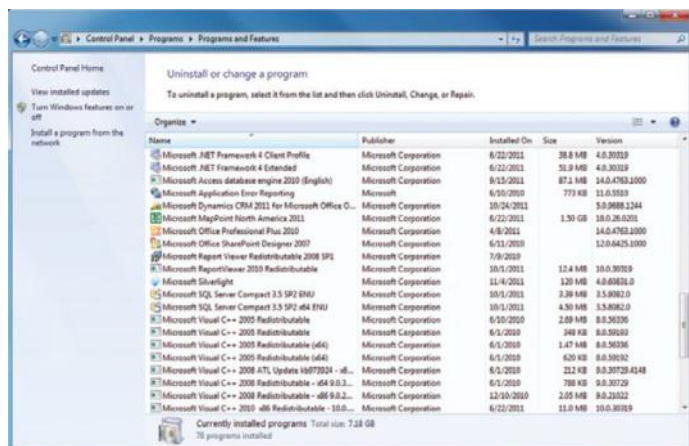 Control Panel Programs Programs and Features Search Programs and Features
Control Panel Home
View installed updates
Turn Windows features on or off
Install a program from the network
Uninstall or change a program
To uninstall a program, select it from the list and then click Uninstall, Change, or Repair.
Organize
Name Publisher Installed On Size Version
Microsoft .NET Framework 4 Client Profile Microsoft Corporation 6/22/2011 38.8 MB 4.0.30319
Microsoft .NET Framework 4 Extended Microsoft Corporation 6/22/2011 51.9 MB 4.0.30319
Microsoft Access database engine 2010 (English) Microsoft Corporation 9/15/2011 87.1 MB 14.0.4763.1000
Microsoft Application Error Reporting Microsoft 6/10/2010 773 KB 11.0.5510
Microsoft Dynamics CRM 2011 for Microsoft Office O... Microsoft Corporation 10/24/2011 5.0.9688.1244
Microsoft MapPoint North America 2011 Microsoft Corporation 6/22/2011 1.50 GB 18.0.26.0201
Microsoft Office Professional Plus 2010 Microsoft Corporation 4/8/2011 14.0.4763.1000
Microsoft Office SharePoint Designer 2007 Microsoft Corporation 6/11/2010 12.0.6425.1000
Microsoft Report Viewer Redistributable 2008 SP1 Microsoft Corporation 7/9/2010
Microsoft ReportViewer 2010 Redistributable Microsoft Corporation 10/1/2011 12.4 MB 10.0.30319
Microsoft Silverlight Microsoft Corporation 11/4/2011 120 MB 4.0.60831.0
Microsoft SQL Server Compact 3.5 SP2 ENU Microsoft Corporation 10/1/2011 3.39 MB 3.5.8082.0
Microsoft SQL Server Compact 3.5 SP2 x64 ENU Microsoft Corporation 10/1/2011 4.50 MB 3.5.8082.0
Microsoft Visual C++ 2005 Redistributable Microsoft Corporation 6/10/2010 2.69 MB 8.0.56336
Microsoft Visual C++ 2005 Redistributable Microsoft Corporation 6/1/2010 348 KB 8.0.59193
Microsoft Visual C++ 2005 Redistributable (x64) Microsoft Corporation 6/1/2010 1.47 MB 8.0.56336
Microsoft Visual C++ 2005 Redistributable (x64) Microsoft Corporation 6/1/2010 620 KB 8.0.59192
Microsoft Visual C++ 2008 ATL Update kb973924 - x8... Microsoft Corporation 6/1/2010 212 KB 9.0.30729.4148
Microsoft Visual C++ 2008 Redistributable - x64 9.0.3... Microsoft Corporation 6/1/2010 788 KB 9.0.30729
Microsoft Visual C++ 2008 Redistributable - x86 9.0.2... Microsoft Corporation 12/10/2010 2.05 MB 9.0.21022
Microsoft Visual C++ 2010 x86 Redistributable - 10.0.... Microsoft Corporation 6/22/2011 11.0 MB 10.0.30319
Currently installed programs Total size: 7.18 GB
78 programs installed